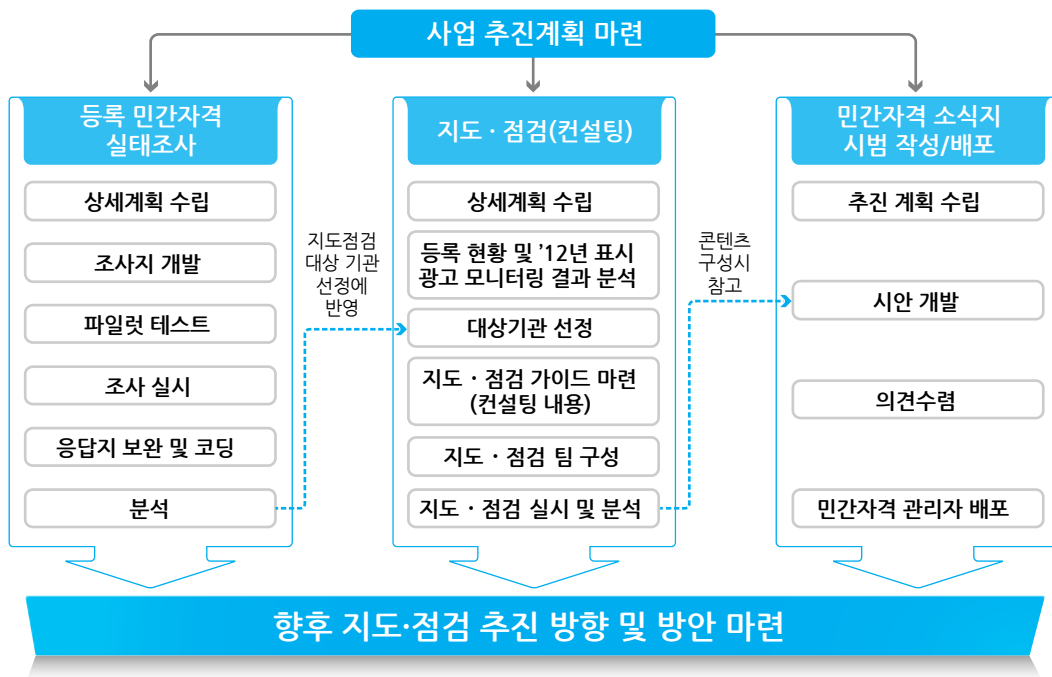 사업 추진계획 마련
등록 민간자격
실태조사
상세계획 수립
조사지 개발
파일럿 테스트
조사 실시
응답지 보완 및 코딩
분석
지도점검
대상 기관
선정에
반영
지도 · 점검(컨설팅)
상세계획 수립
등록 현황 및 ’12년 표시
광고 모니터링 결과 분석
대상기관 선정
지도 · 점검 가이드 마련
(컨설팅 내용)
지도 · 점검 팀 구성
지도 · 점검 실시 및 분석
콘텐츠
구성시
참고
민간자격 소식지
시범 작성/배포
추진 계획 수립
시안 개발
의견수렴
민간자격 관리자 배포
향후 지도·점검 추진 방향 및 방안 마련